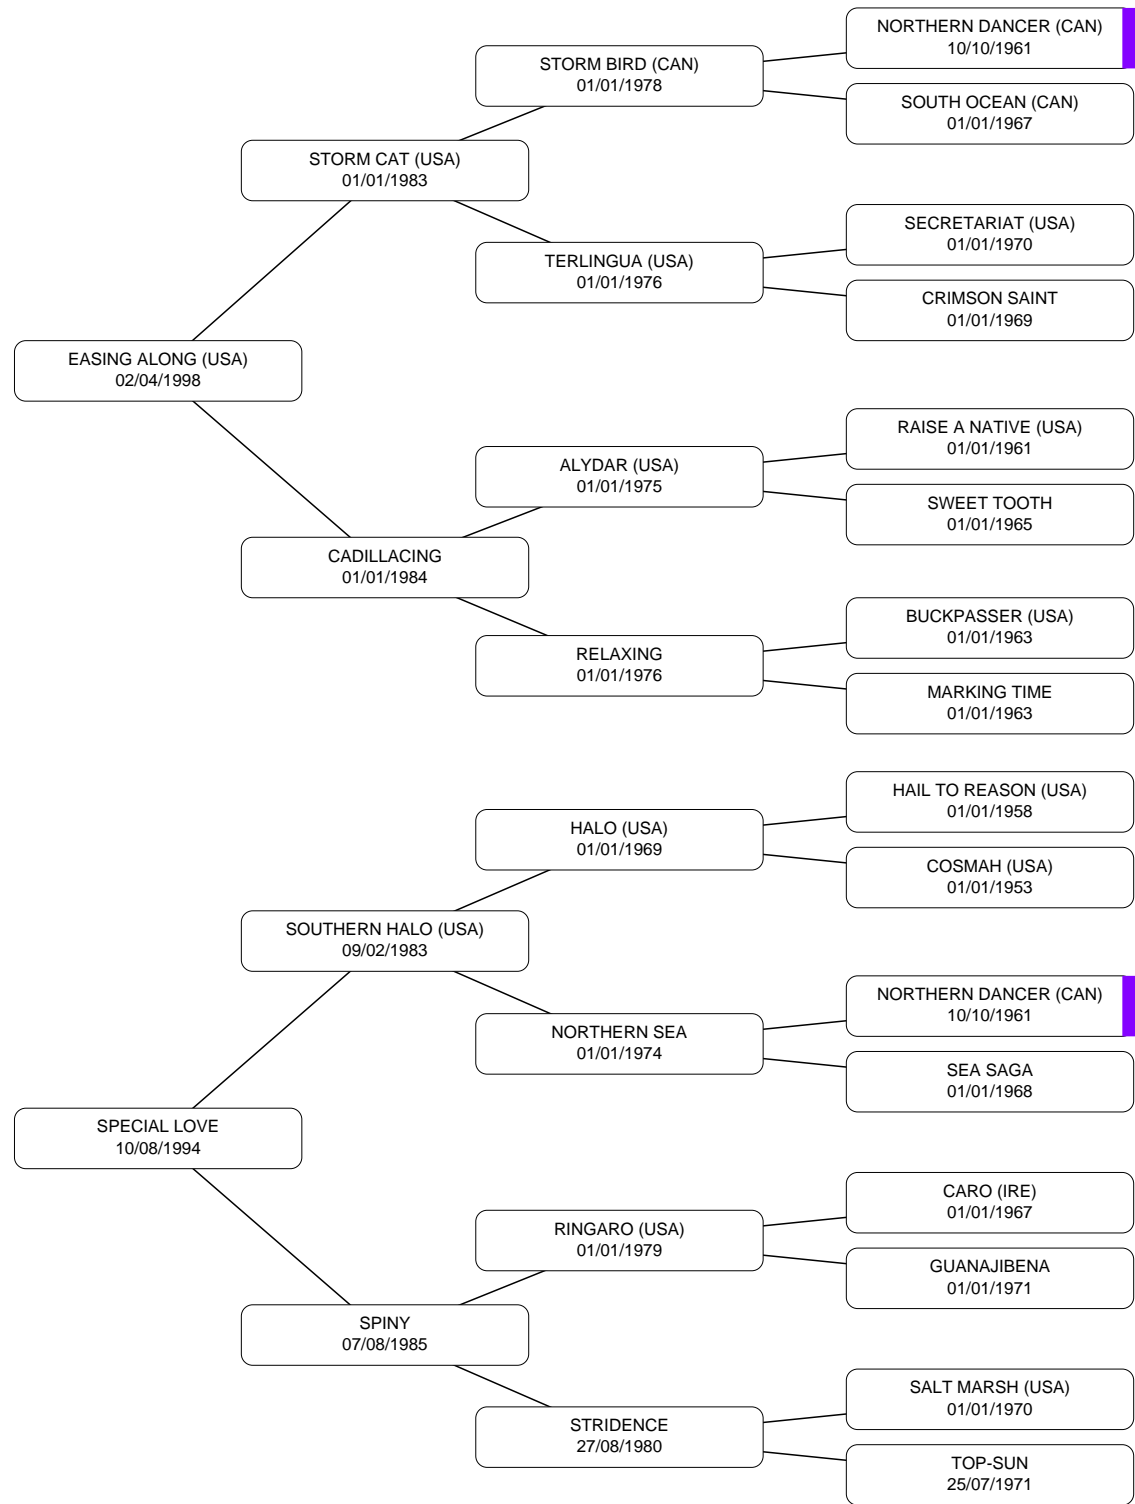 NORTHERN DANCER (CAN)
10/10/1961
STORM BIRD (CAN)
01/01/1978
SOUTH OCEAN (CAN)
01/01/1967
STORM CAT (USA)
01/01/1983
SECRETARIAT (USA)
01/01/1970
TERLINGUA (USA)
01/01/1976
CRIMSON SAINT
01/01/1969
EASING ALONG (USA)
02/04/1998
RAISE A NATIVE (USA)
01/01/1961
ALYDAR (USA)
01/01/1975
SWEET TOOTH
01/01/1965
CADILLACING
01/01/1984
BUCKPASSER (USA)
01/01/1963
RELAXING
01/01/1976
MARKING TIME
01/01/1963
HAIL TO REASON (USA)
01/01/1958
HALO (USA)
01/01/1969
COSMAH (USA)
01/01/1953
SOUTHERN HALO (USA)
09/02/1983
NORTHERN DANCER (CAN)
10/10/1961
NORTHERN SEA
01/01/1974
SEA SAGA
01/01/1968
SPECIAL LOVE
10/08/1994
CARO (IRE)
01/01/1967
RINGARO (USA)
01/01/1979
GUANAJIBENA
01/01/1971
SPINY
07/08/1985
SALT MARSH (USA)
01/01/1970
STRIDENCE
27/08/1980
TOP-SUN
25/07/1971